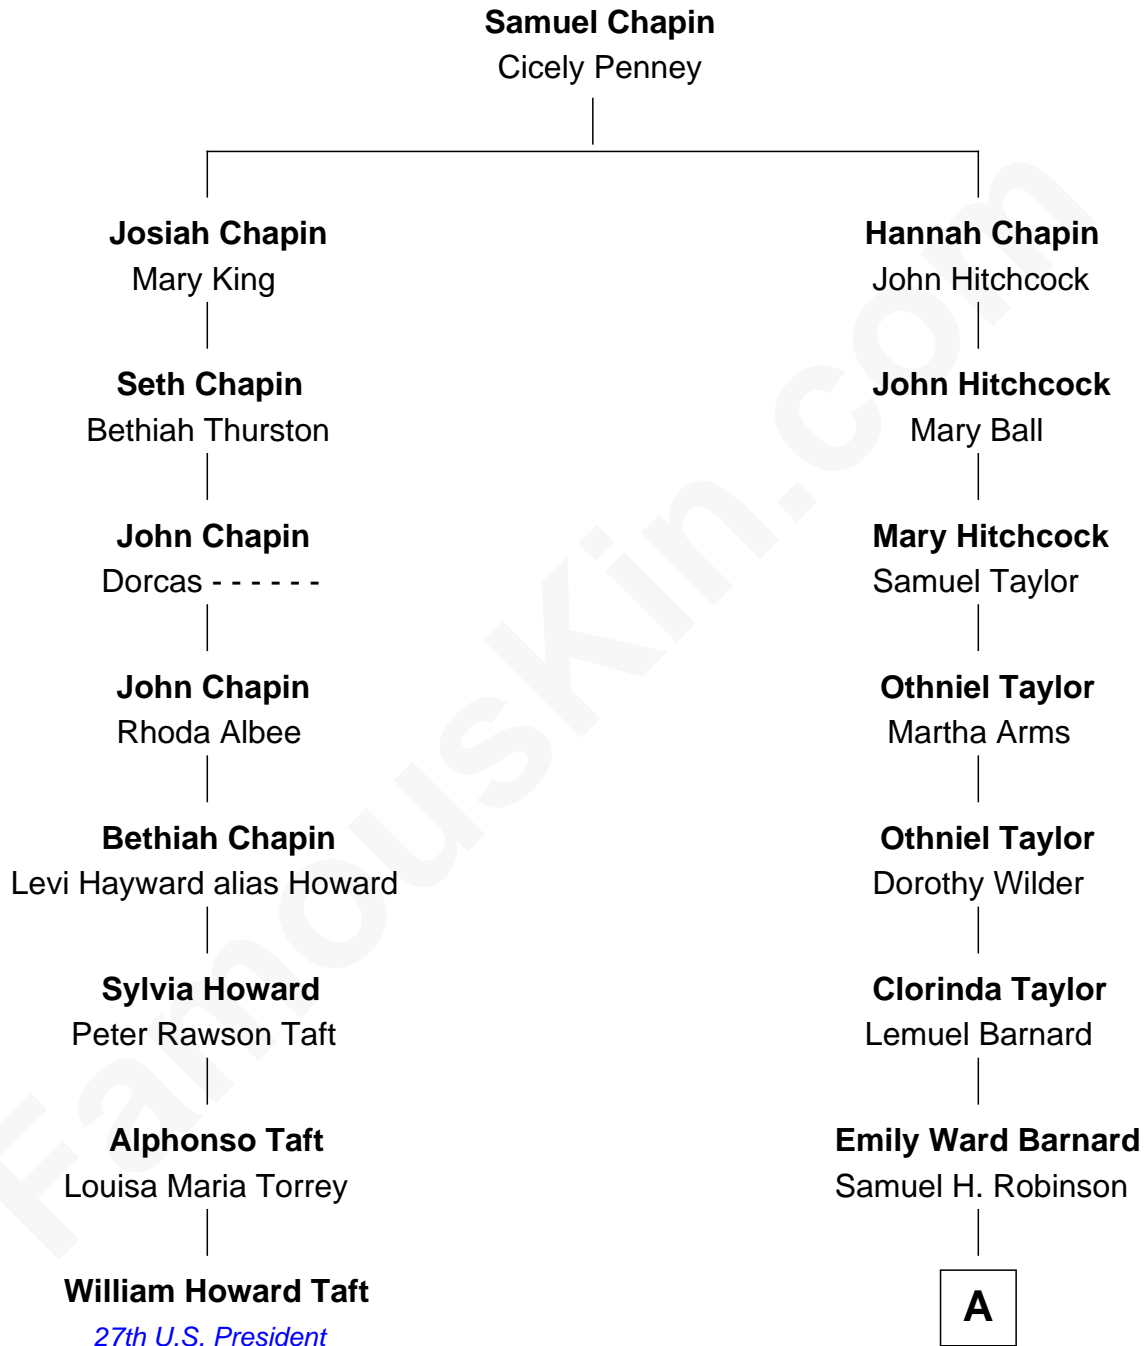 Samuel Chapin
Cicely Penney
Josiah Chapin
Mary King
Hannah Chapin
John Hitchcock
Seth Chapin
Bethiah Thurston
John Hitchcock
Mary Ball
John Chapin
Dorcas - - - - - -
Mary Hitchcock
Samuel Taylor
John Chapin
Rhoda Albee
Othniel Taylor
Martha Arms
Bethiah Chapin
Levi Hayward alias Howard
Othniel Taylor
Dorothy Wilder
Sylvia Howard
Peter Rawson Taft
Clorinda Taylor
Lemuel Barnard
Alphonso Taft
Louisa Maria Torrey
Emily Ward Barnard
Samuel H. Robinson
William Howard Taft
27th U.S. President
A
FamousKin.com